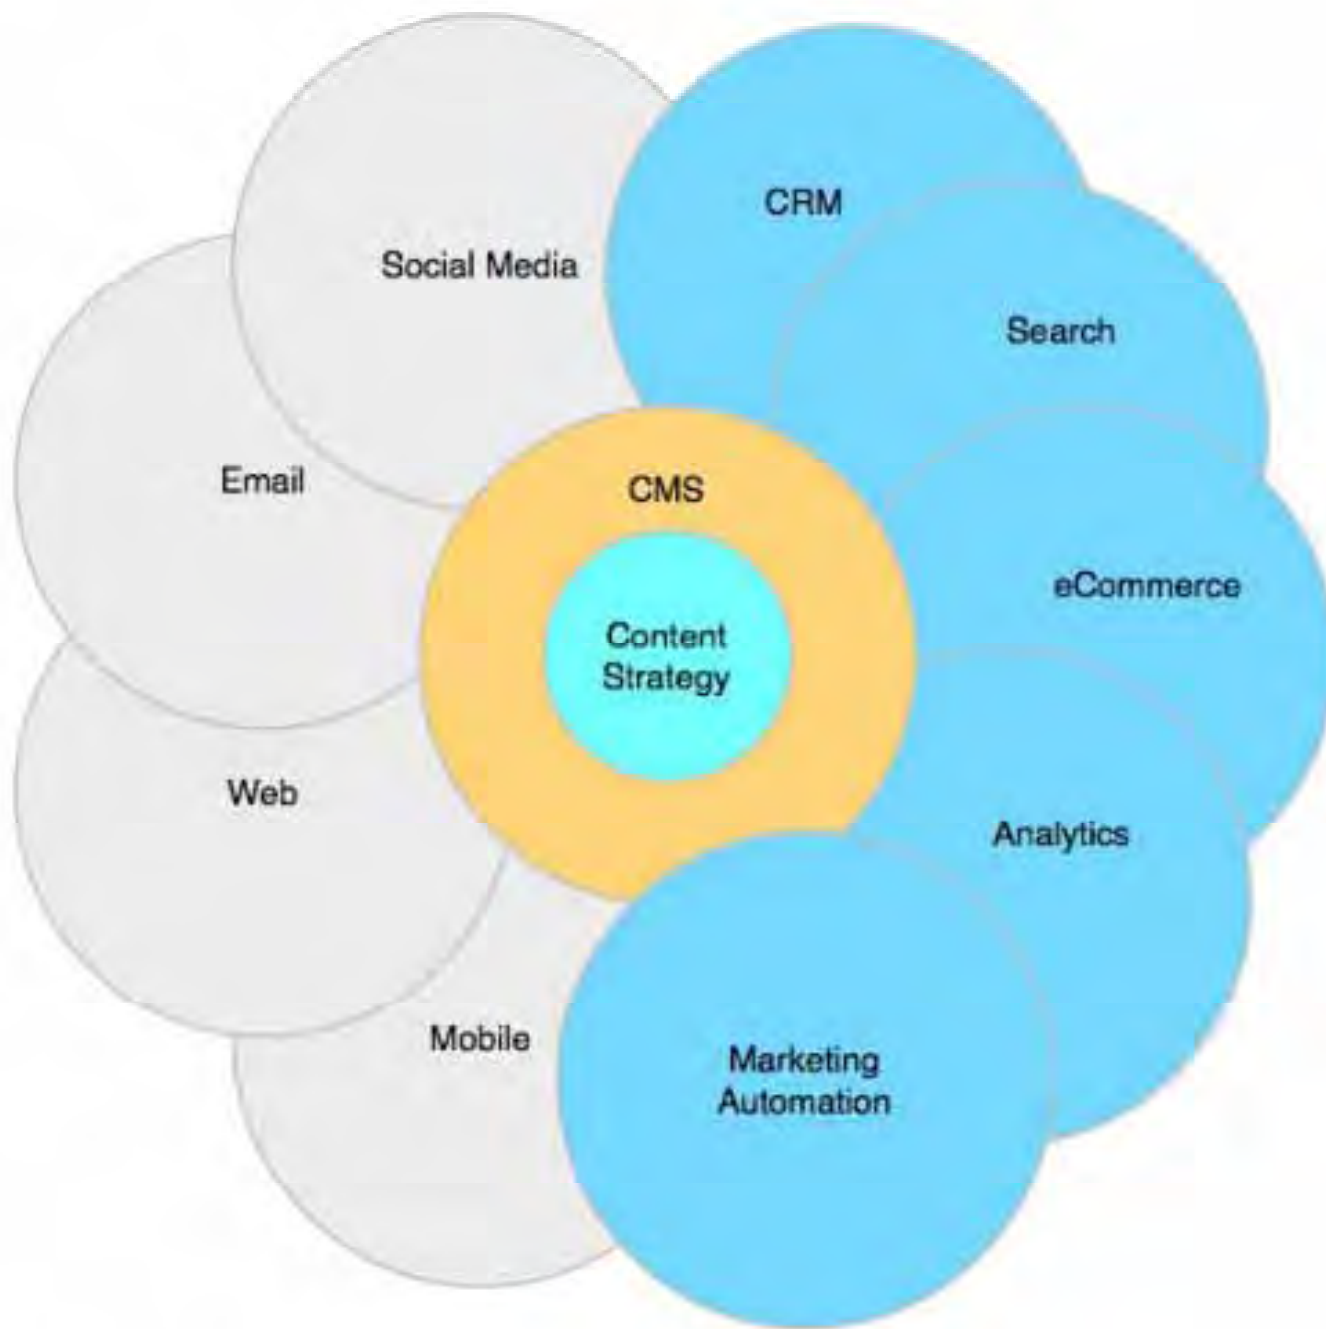 CRM
Social Media
Search
Email
CMS
eCommerce
Content
Strategy
Web
Analytics
Mobile
Marketing
Automation